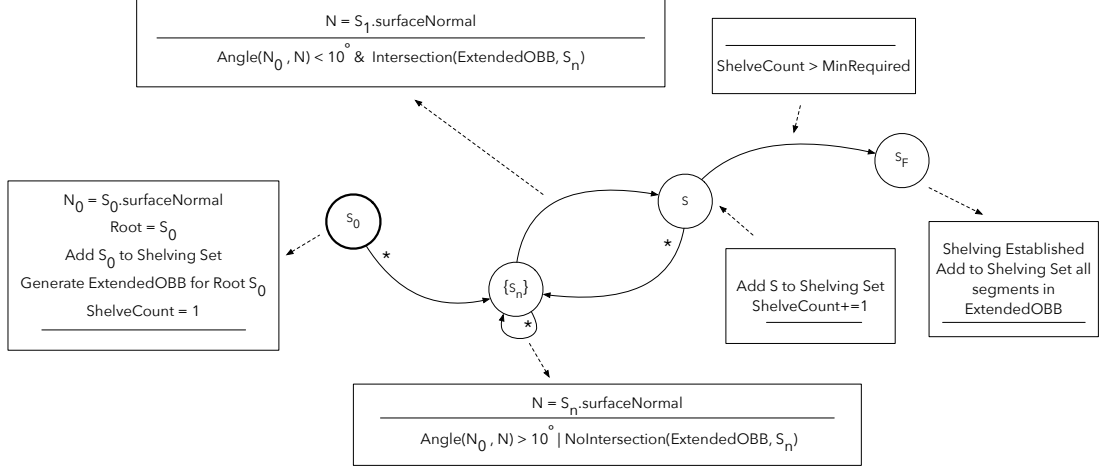 N = S1.surfaceNormal
Angle(N0 , N) < 10° & Intersection(ExtendedOBB, Sn)
ShelveCount > MinRequired
N0 = S0.surfaceNormal
Root = S0
Add S0 to Shelving Set
Generate ExtendedOBB for Root S0
ShelveCount = 1
S0
*
{Sn}
*
S
*
SF
Add S to Shelving Set
ShelveCount+=1
Shelving Established
Add to Shelving Set all
segments in
ExtendedOBB
N = Sn.surfaceNormal
Angle(N0 , N) > 10° | NoIntersection(ExtendedOBB, Sn)